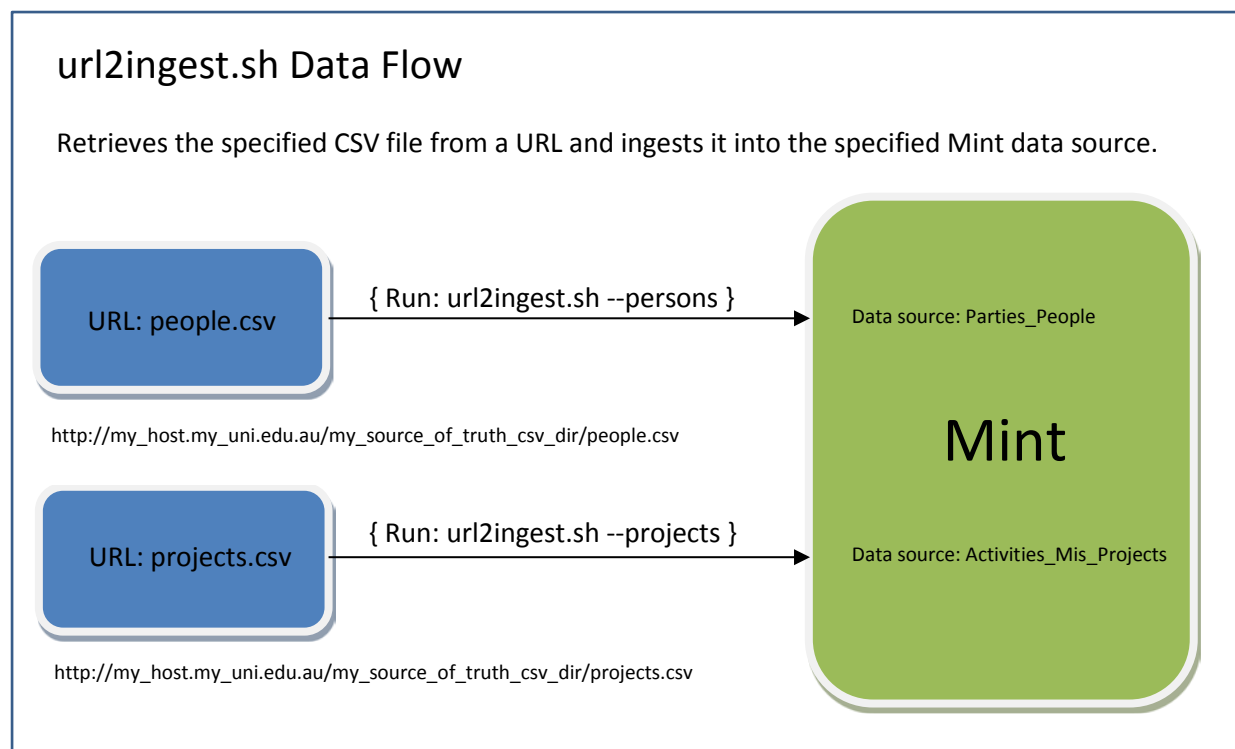 url2ingest.sh Data Flow
Retrieves the specified CSV file from a URL and ingests it into the specified Mint data source.
URL: people.csv
{ Run: url2ingest.sh --persons }
Data source: Parties_People
http://my_host.my_uni.edu.au/my_source_of_truth_csv_dir/people.csv
Mint
URL: projects.csv
{ Run: url2ingest.sh --projects }
Data source: Activities_Mis_Projects
http://my_host.my_uni.edu.au/my_source_of_truth_csv_dir/projects.csv